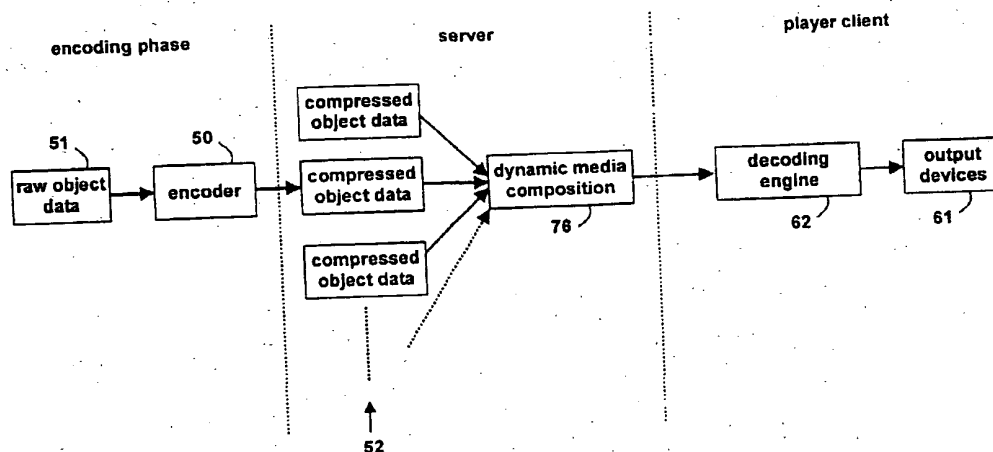 encoding phase
server
player client
51
raw object
data
50
encoder
compressed
object data
compressed
object data
compressed
object data
52
dynamic media
composition
76
decoding
engine
62
output
devices
61